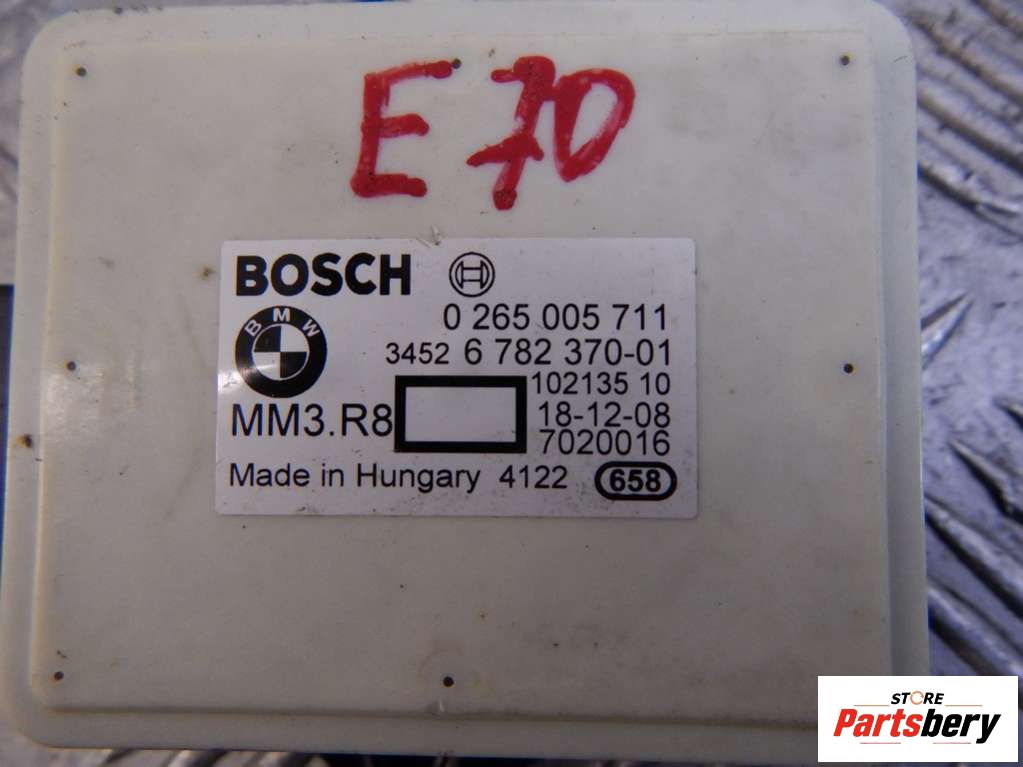 E70
BOSCH
0 265 005 711
BMW
3452 6 782 370-01
102135 10
MM3.R8
18-12-08
7020016
Made in Hungary 4122 658
STORE
Partsbery